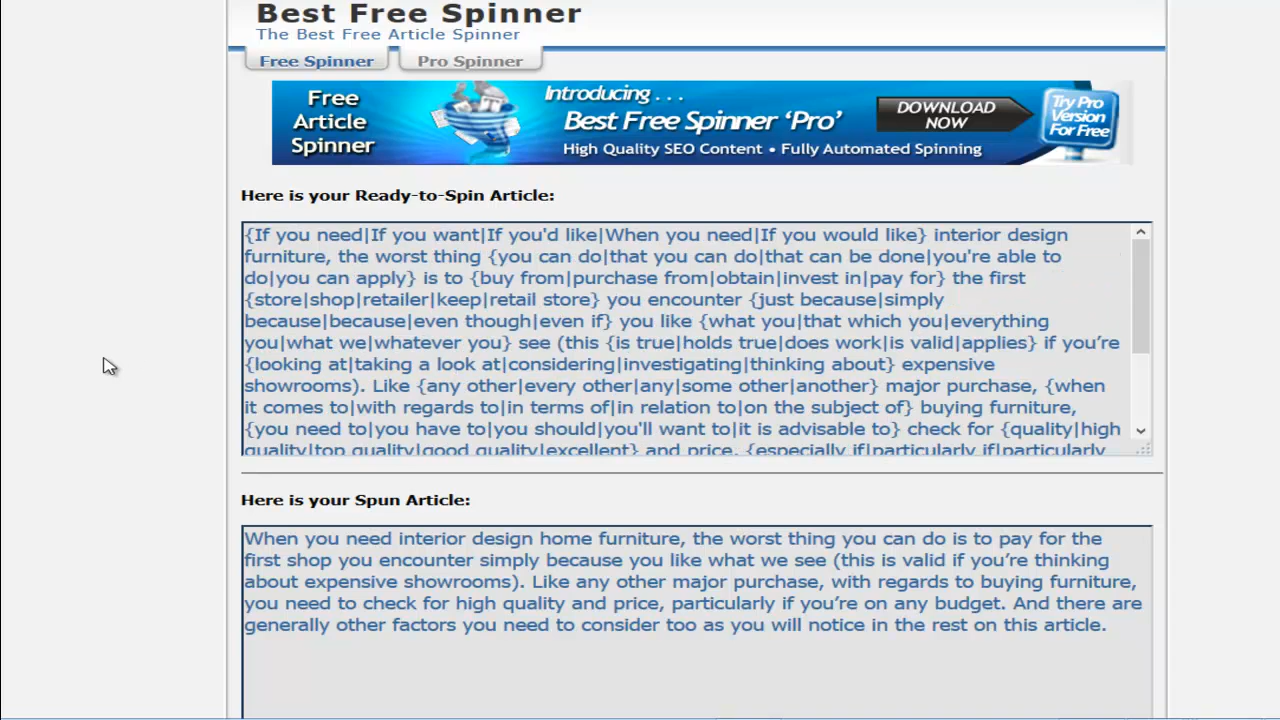 Best Free Spinner
The Best Free Article Spinner
Free Spinner
Pro Spinner
Free
Article
Spinner
Introducing . . .
Best Free Spinner ‘Pro’
High Quality SEO Content • Fully Automated Spinning
DOWNLOAD
NOW
Try Pro
Version
For Free
Here is your Ready-to-Spin Article:
{If you need|If you want|If you'd like|When you need|If you would like} interior design
furniture, the worst thing {you can do|that you can do|that can be done|you're able to
do|you can apply} is to {buy from|purchase from|obtain|invest in|pay for} the first
{store|shop|retailer|keep|retail store} you encounter {just because|simply
because|because|even though|even if} you like {what you|that which you|everything
you|what we|whatever you} see (this {is true|holds true|does work|is valid|applies} if you’re
{looking at|taking a look at|considering|investigating|thinking about} expensive
showrooms). Like {any other|every other|any|some other|another} major purchase, {when
it comes to|with regards to|in terms of|in relation to|on the subject of} buying furniture,
{you need to|you have to|you should|you'll want to|it is advisable to} check for {quality|high
quality|top quality|good quality|excellent} and price, {especially if|particularly if|particularly
Here is your Spun Article:
When you need interior design home furniture, the worst thing you can do is to pay for the
first shop you encounter simply because you like what we see (this is valid if you’re thinking
about expensive showrooms). Like any other major purchase, with regards to buying furniture,
you need to check for high quality and price, particularly if you’re on any budget. And there are
generally other factors you need to consider too as you will notice in the rest on this article.